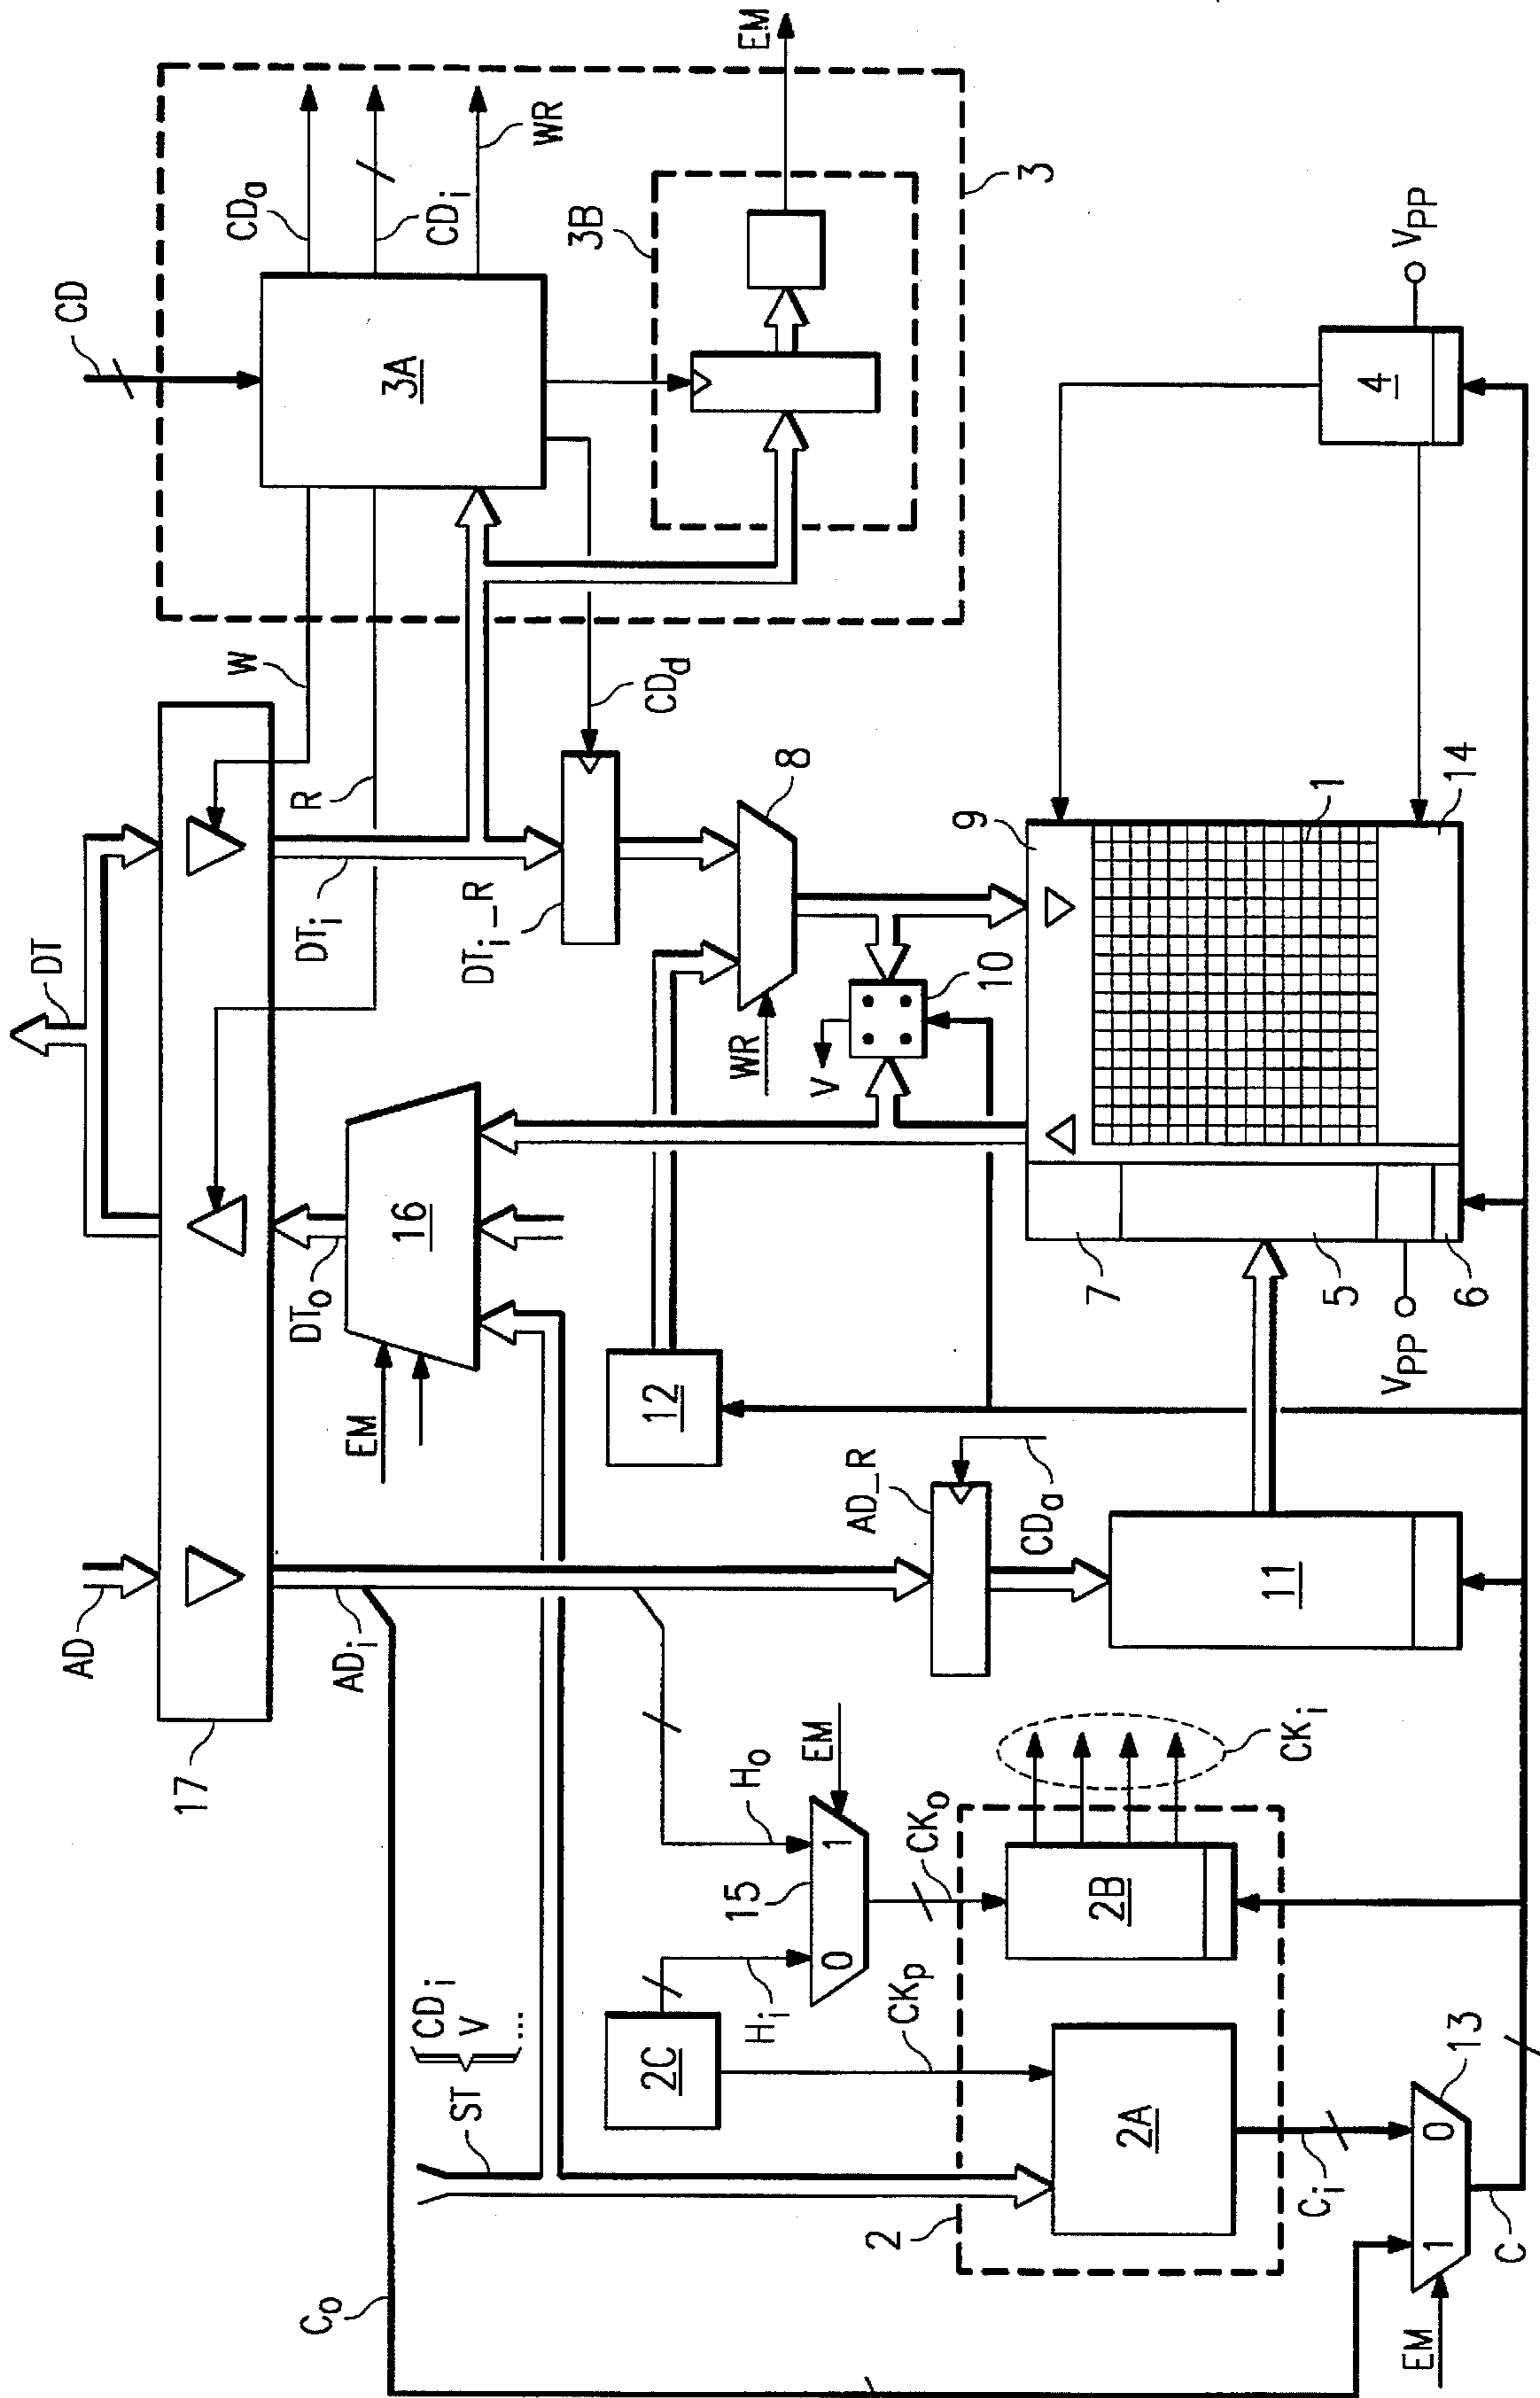 DT
CD
AD
17
W
CDa
EM
R
DTi
DTo
ADi
Co
EM
CDi
WR
3A
16
CDi
V
...
ST
DTi_R
3B
CDd
12
2C
Ho
15
Hi
EM
0
1
AD_R
8
WR
V
10
9
CKo
CKp
CDa
2
2B
2A
3
7
11
CKi
Ci
1
5
14
4
VPP
VPP
6
EM
1
0
13
C